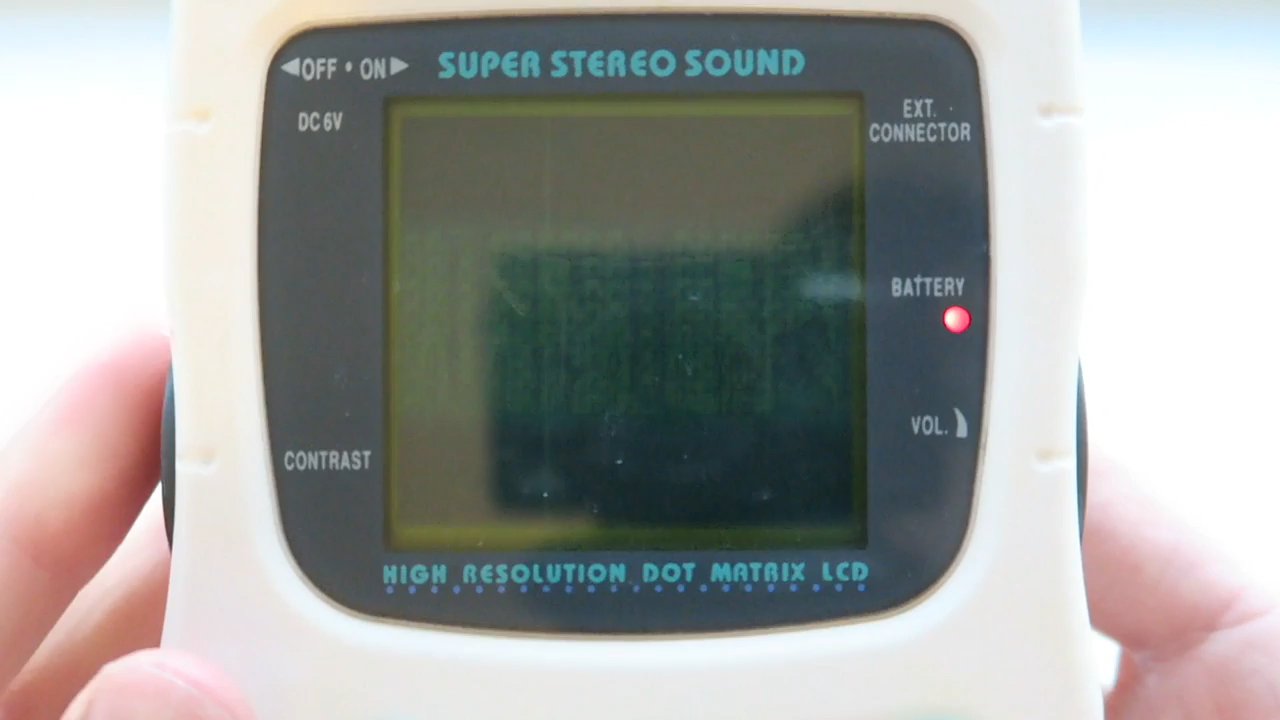 ◀OFF • ON▶ SUPER STEREO SOUND
DC 6V
EXT.
CONNECTOR
BATTERY
VOL.
CONTRAST
HIGH RESOLUTION DOT MATRIX LCD